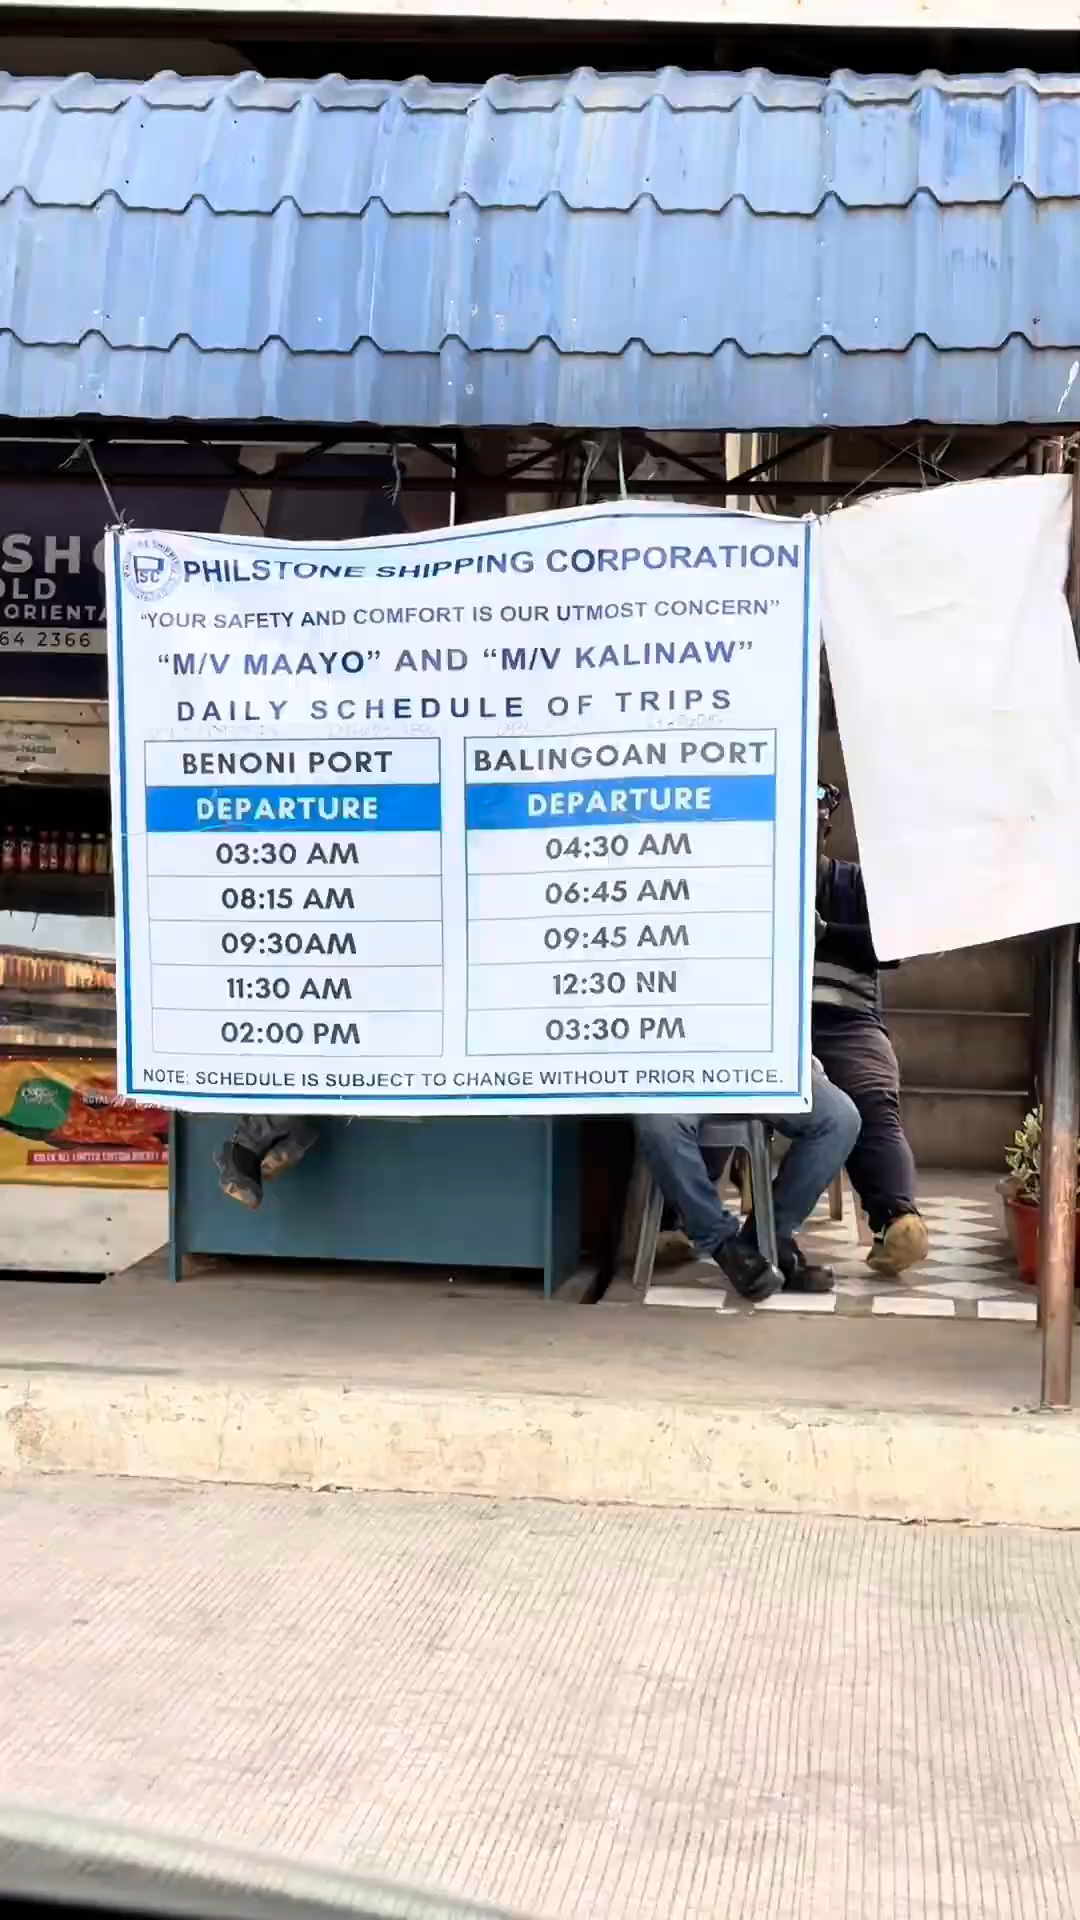 SH
OLD
ORIENTA
64 2366
SC
PHILSTONE SHIPPING CORPORATION
"YOUR SAFETY AND COMFORT IS OUR UTMOST CONCERN"
"M/V MAAYO" AND "M/V KALINAW"
DAILY SCHEDULE OF TRIPS
BENONI PORT
DEPARTURE
03:30 AM
08:15 AM
09:30AM
11:30 AM
02:00 PM
BALINGOAN PORT
DEPARTURE
04:30 AM
06:45 AM
09:45 AM
12:30 NN
03:30 PM
NOTE: SCHEDULE IS SUBJECT TO CHANGE WITHOUT PRIOR NOTICE.